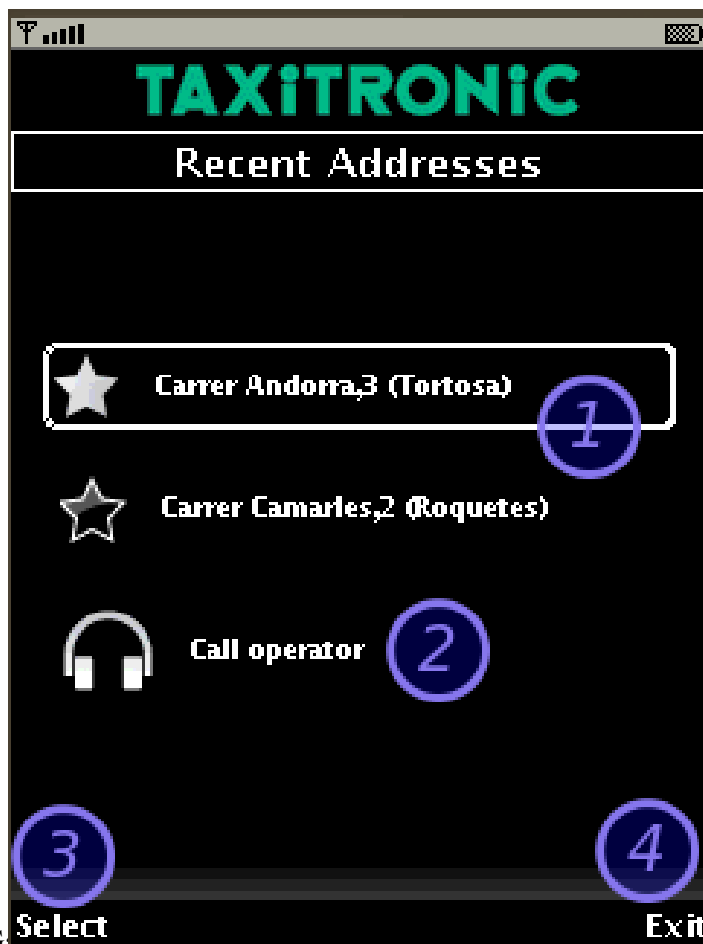 TAXiTRONiC
Recent Addresses
Carrer Andorra,3 (Tortosa)
1
Carrer Camarles,2 (Roquetes)
Call operator
2
3
4
Select
Exit